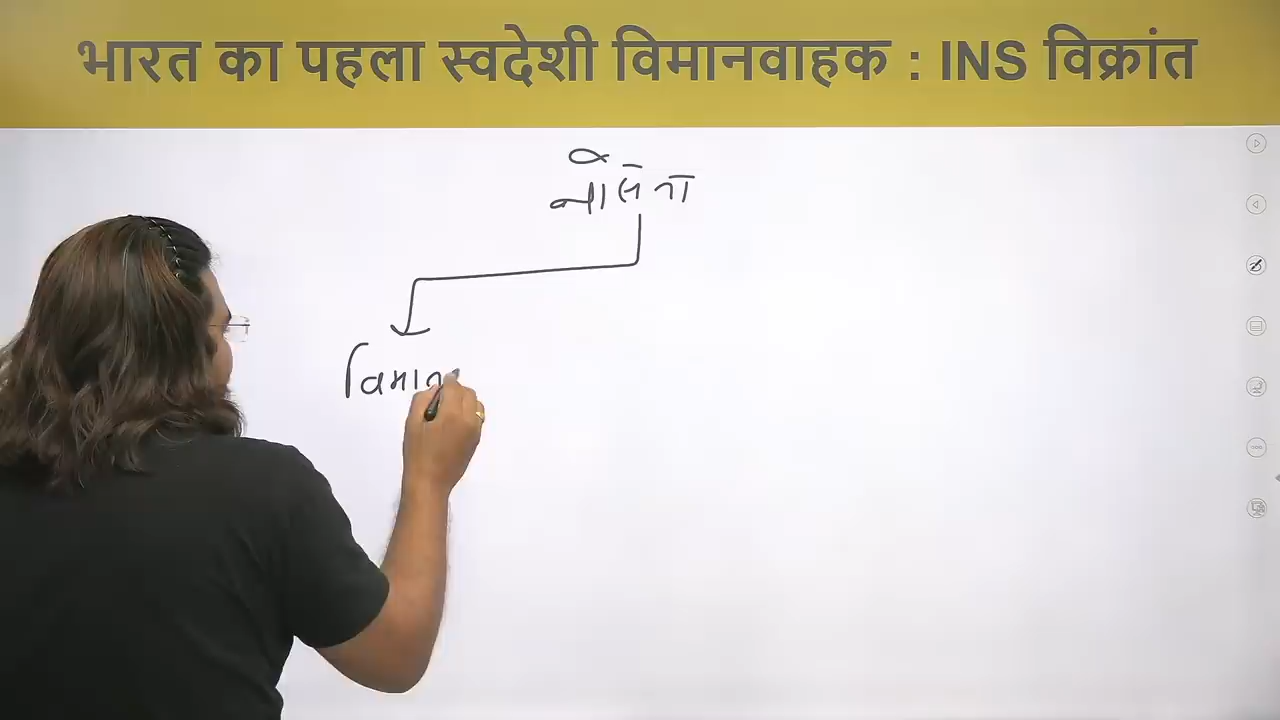 भारत का पहला स्वदेशी विमानवाहक : INS विक्रांत
नौसेना
विमान